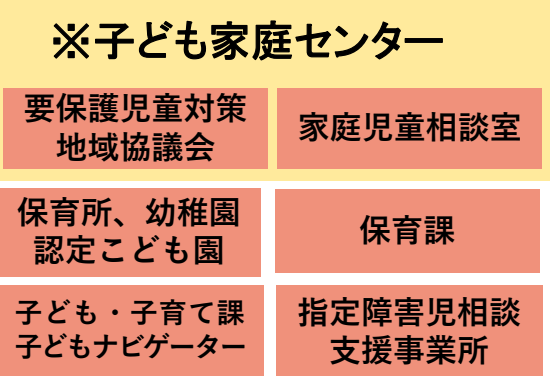 ※子ども家庭センター
要保護児童対策
地域協議会
家庭児童相談室
保育所、幼稚園
認定こども園
保育課
子ども・子育て課
子どもナビゲーター
指定障害児相談
支援事業所